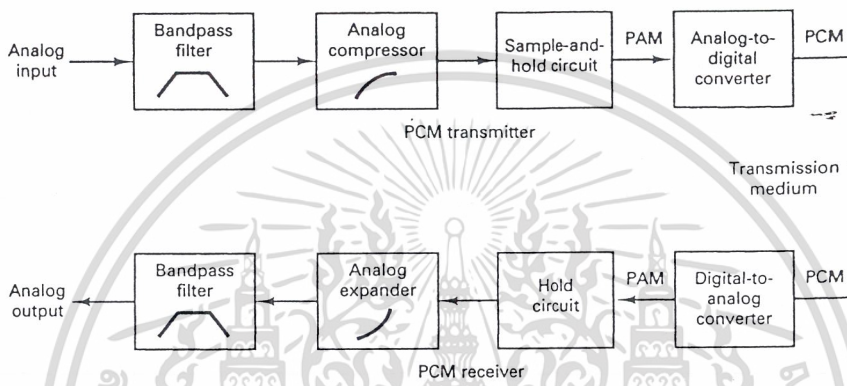 Analog input
Bandpass filter
Analog compressor
Sample-and-hold circuit
PAM
Analog-to-digital converter
PCM
PCM transmitter
Transmission medium
Analog output
Bandpass filter
Analog expander
Hold circuit
PAM
Digital-to-analog converter
PCM
PCM receiver